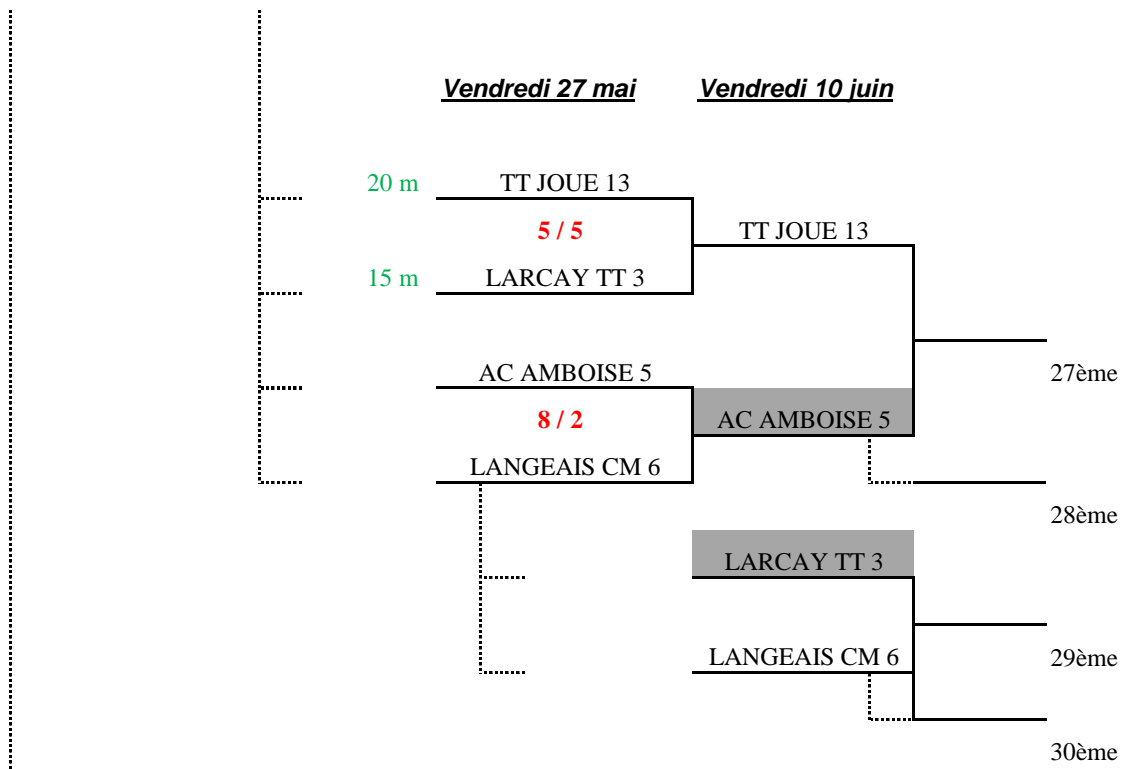 Vendredi 27 mai Vendredi 10 juin
20 m TT JOUE 13
5 / 5 TT JOUE 13
15 m LARCAY TT 3
AC AMBOISE 5 27ème
8 / 2 AC AMBOISE 5
LANGEAIS CM 6
28ème
LARCAY TT 3
LANGEAIS CM 6 29ème
30ème